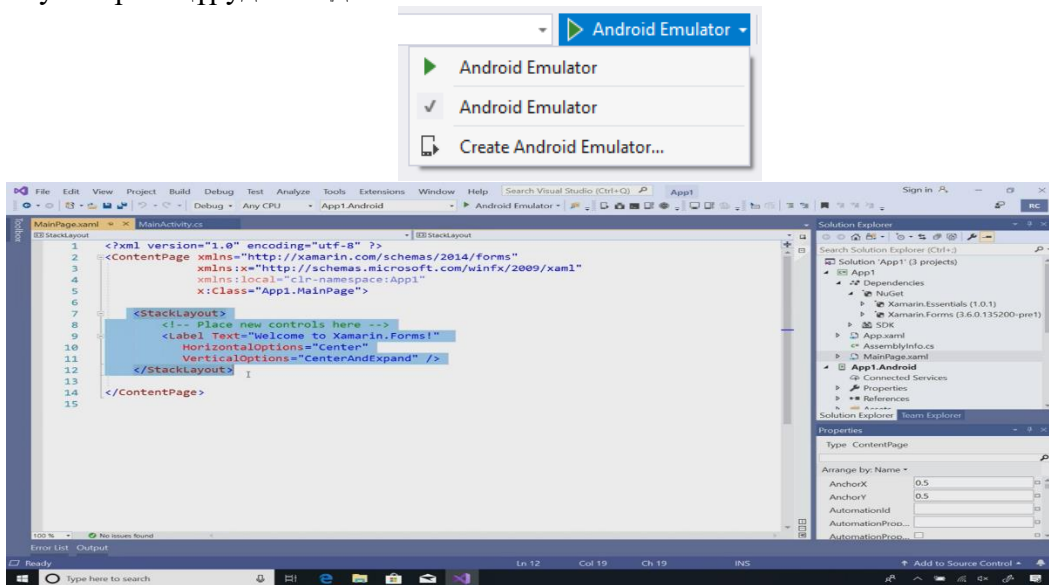 Android Emulator
Android Emulator
Android Emulator
Create Android Emulator...
File Edit View Project Build Debug Test Analyze Tools Extensions Window Help Search Visual Studio (Ctrl+Q) App1 Sign in
Debug Any CPU App1.Android Android Emulator RC
Toolbox
MainPage.xaml MainActivity.cs
StackLayout StackLayout
1 <?xml version="1.0" encoding="utf-8" ?>
2 <ContentPage xmlns="http://xamarin.com/schemas/2014/forms"
3 xmlns:x="http://schemas.microsoft.com/winfx/2009/xaml"
4 xmlns:local="clr-namespace:App1"
5 x:Class="App1.MainPage">
6
7 <StackLayout>
8 <!-- Place new controls here -->
9 <Label Text="Welcome to Xamarin.Forms!"
10 HorizontalOptions="Center"
11 VerticalOptions="CenterAndExpand" />
12 </StackLayout>
13
14 </ContentPage>
15
100 % No issues found
Error List Output
Solution Explorer
Search Solution Explorer (Ctrl+;)
Solution 'App1' (3 projects)
App1
Dependencies
NuGet
Xamarin.Essentials (1.0.1)
Xamarin.Forms (3.6.0.135200-pre1)
SDK
App.xaml
AssemblyInfo.cs
MainPage.xaml
App1.Android
Connected Services
Properties
References
Assets
Solution Explorer Team Explorer
Properties
Type ContentPage
Arrange by: Name
AnchorX 0.5
AnchorY 0.5
AutomationId
AutomationProp...
AutomationProp...
Ready Ln 12 Col 19 Ch 19 INS Add to Source Control
Type here to search